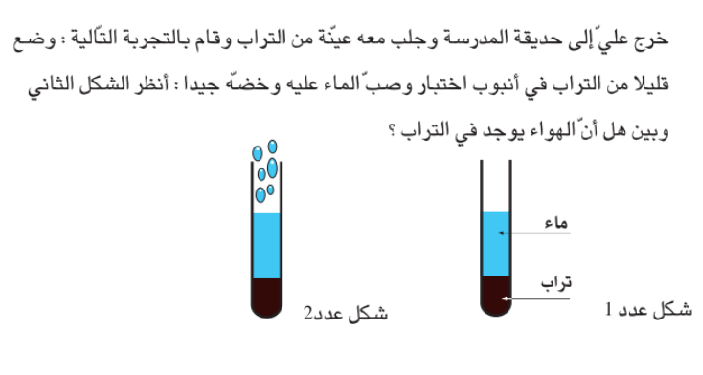 خرج عليّ إلى حديقة المدرسة وجلب معه عينّة من التراب وقام بالتجربة التّالية : وضع
قليلا من التراب في أنبوب اختبار وصبّ الماء عليه وخضّه جيدا : أنظر الشكل الثاني
وبين هل أنّ الهواء يوجد في التراب ؟
ماء
تراب
شكل عدد 1
شكل عدد2